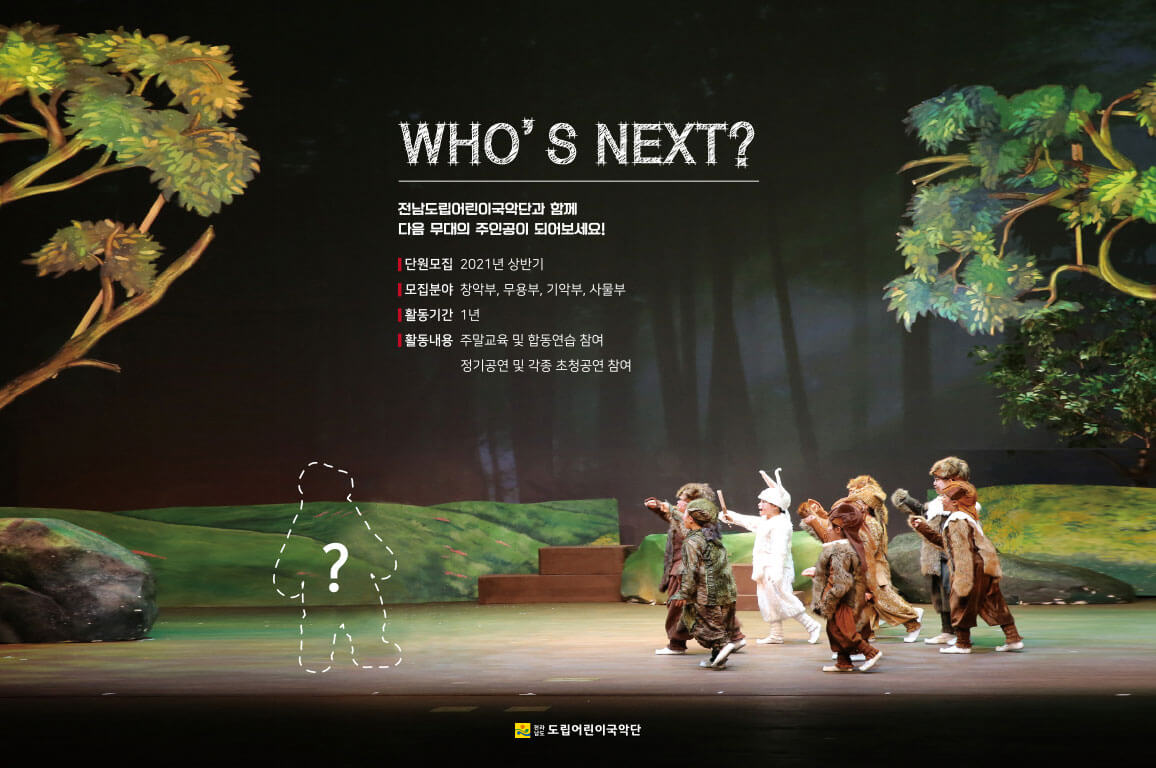 WHO'S NEXT?
전남도립어린이국악단과 함께
다음 무대의 주인공이 되어보세요!
단원모집 2021년 상반기
모집분야 창악부, 무용부, 기악부, 사물부
활동기간 1년
활동내용 주말교육 및 합동연습 참여
정기공연 및 각종 초청공연 참여
?
전라남도 도립어린이국악단